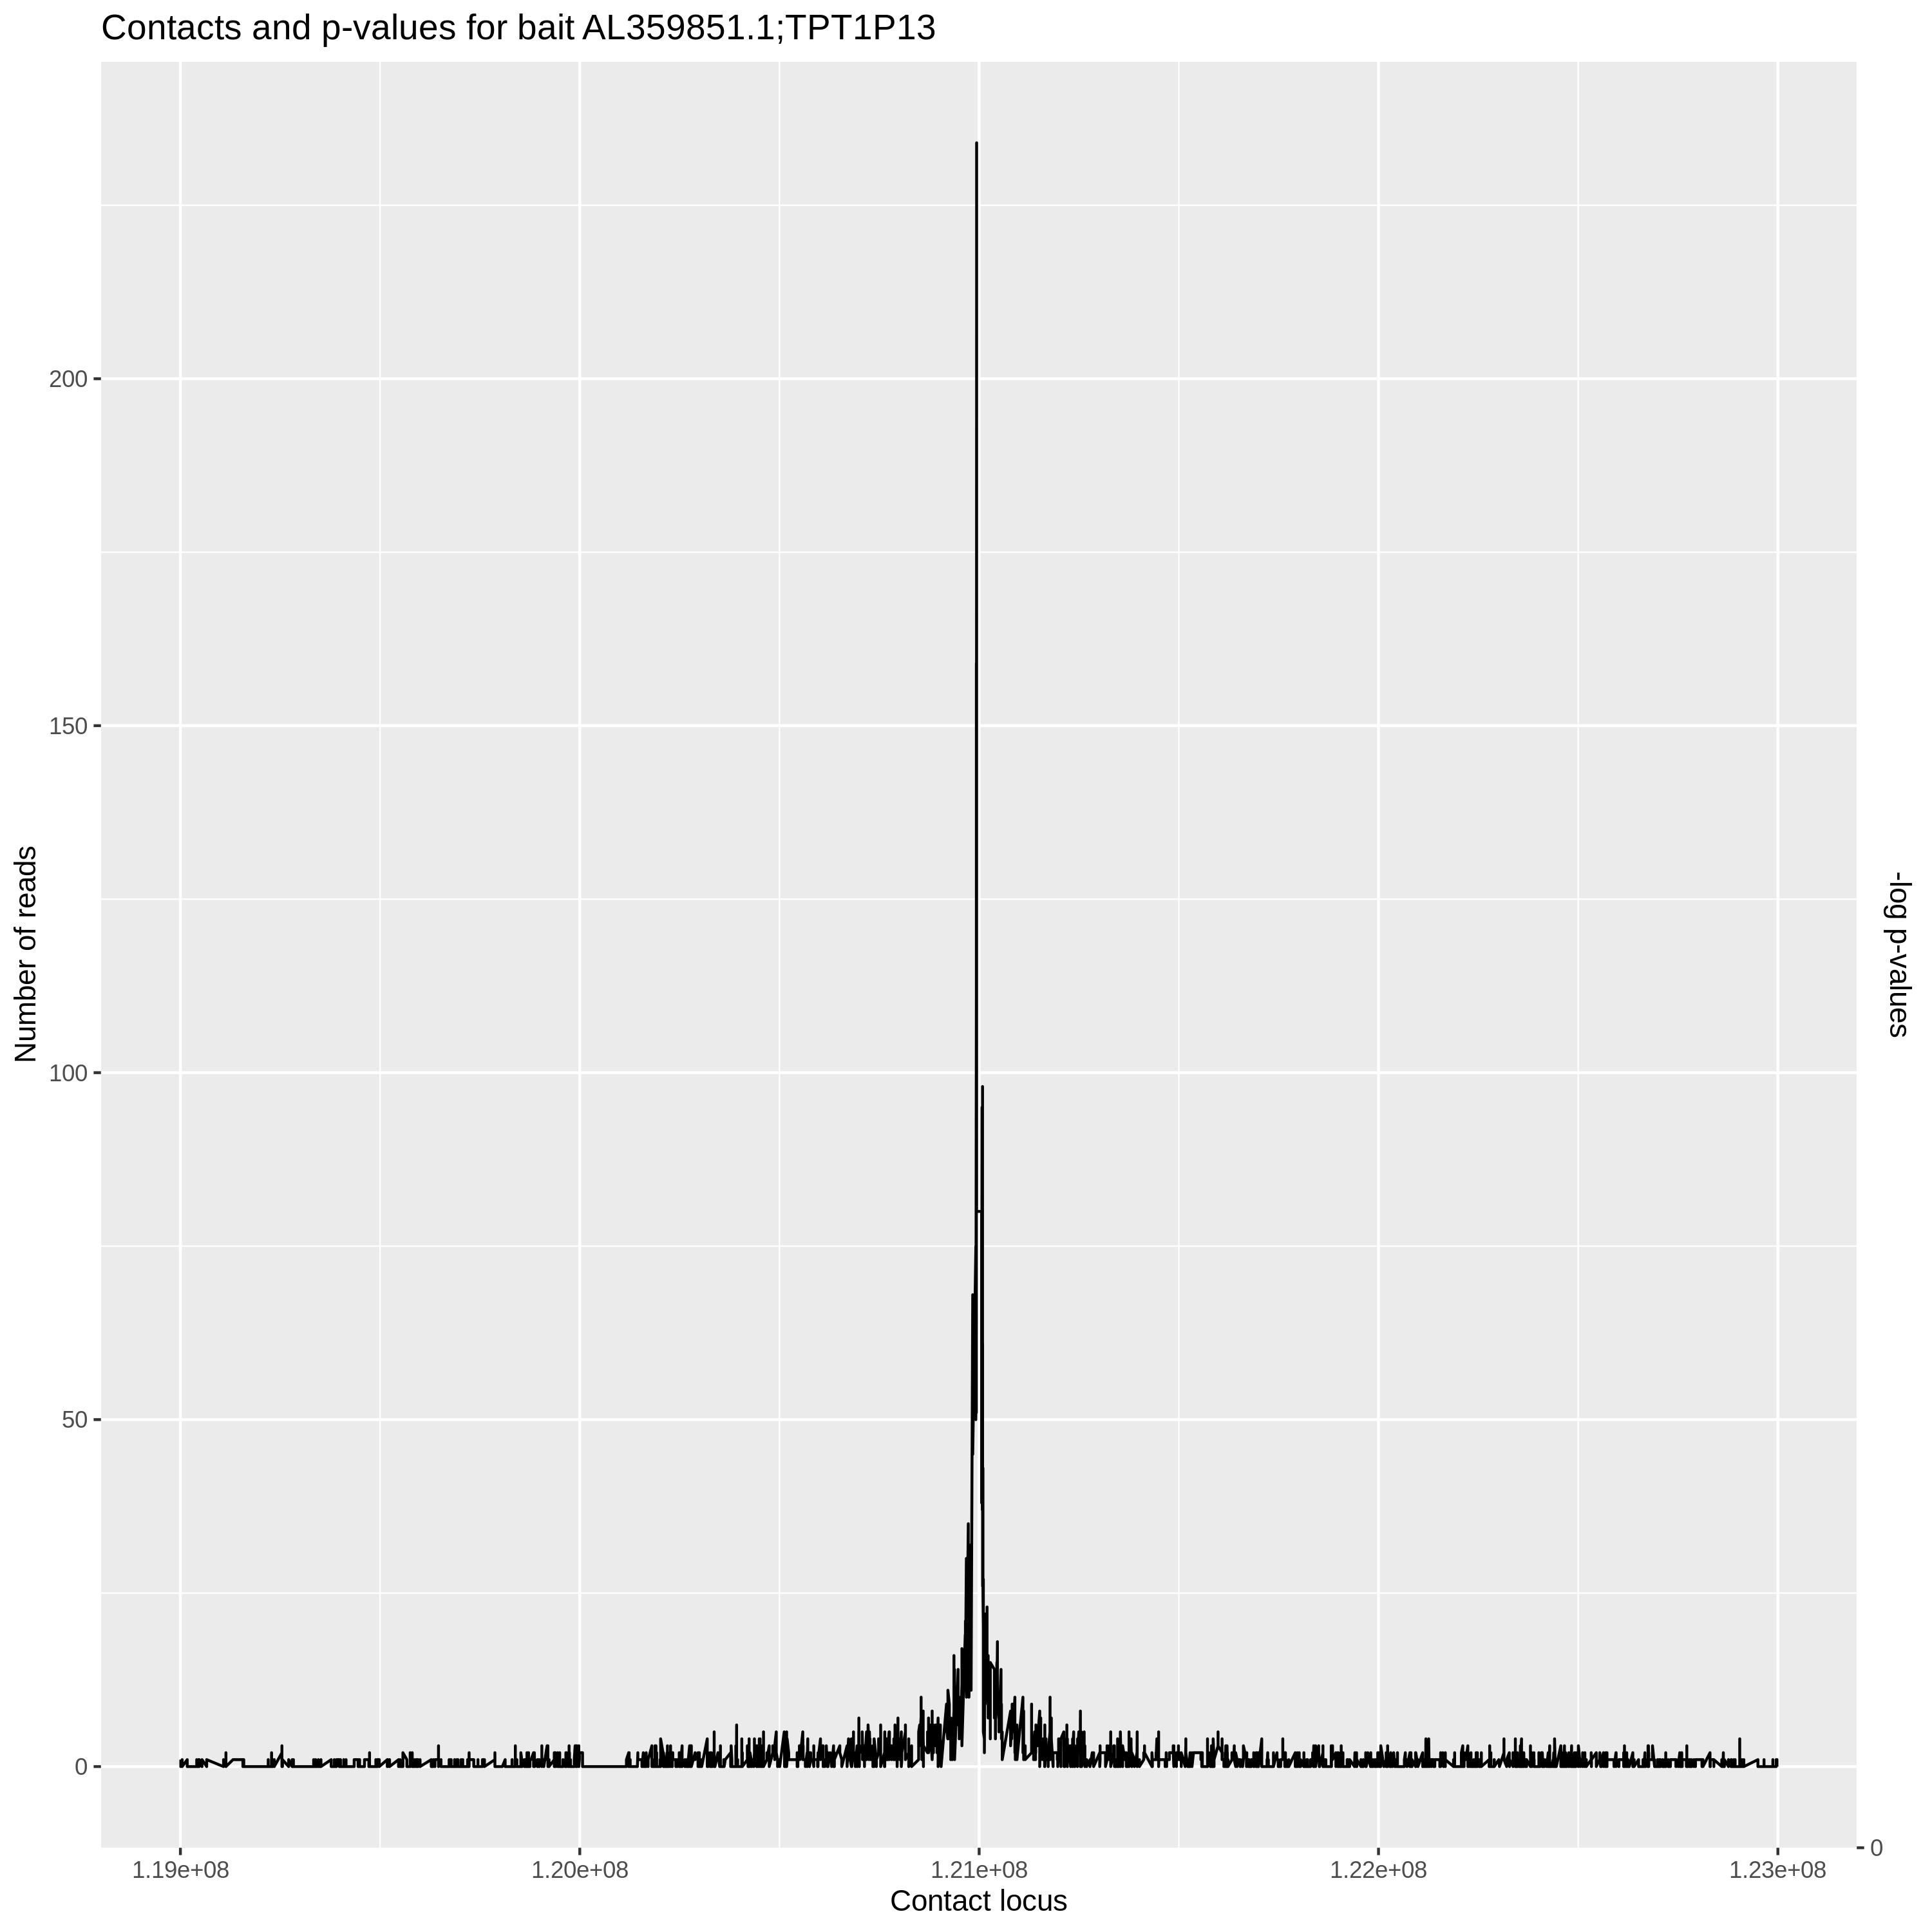 Contacts and p-values for bait AL359851.1;TPT1P13
200
150
100
50
0
Number of reads
-log p-values
0
1.19e+08 1.20e+08 1.21e+08 1.22e+08 1.23e+08
Contact locus